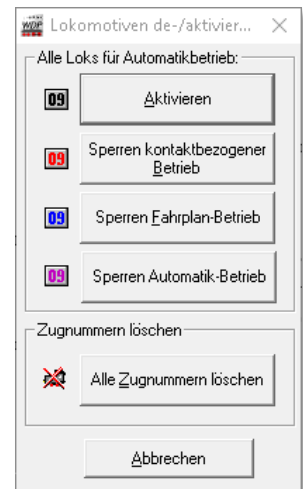 WDP Lokomotiven de-/aktivier...
Alle Loks für Automatikbetrieb:
09 Aktivieren
09 Sperren kontaktbezogener
Betrieb
09 Sperren Fahrplan-Betrieb
09 Sperren Automatik-Betrieb
Zugnummern löschen
Alle Zugnummern löschen
Abbrechen